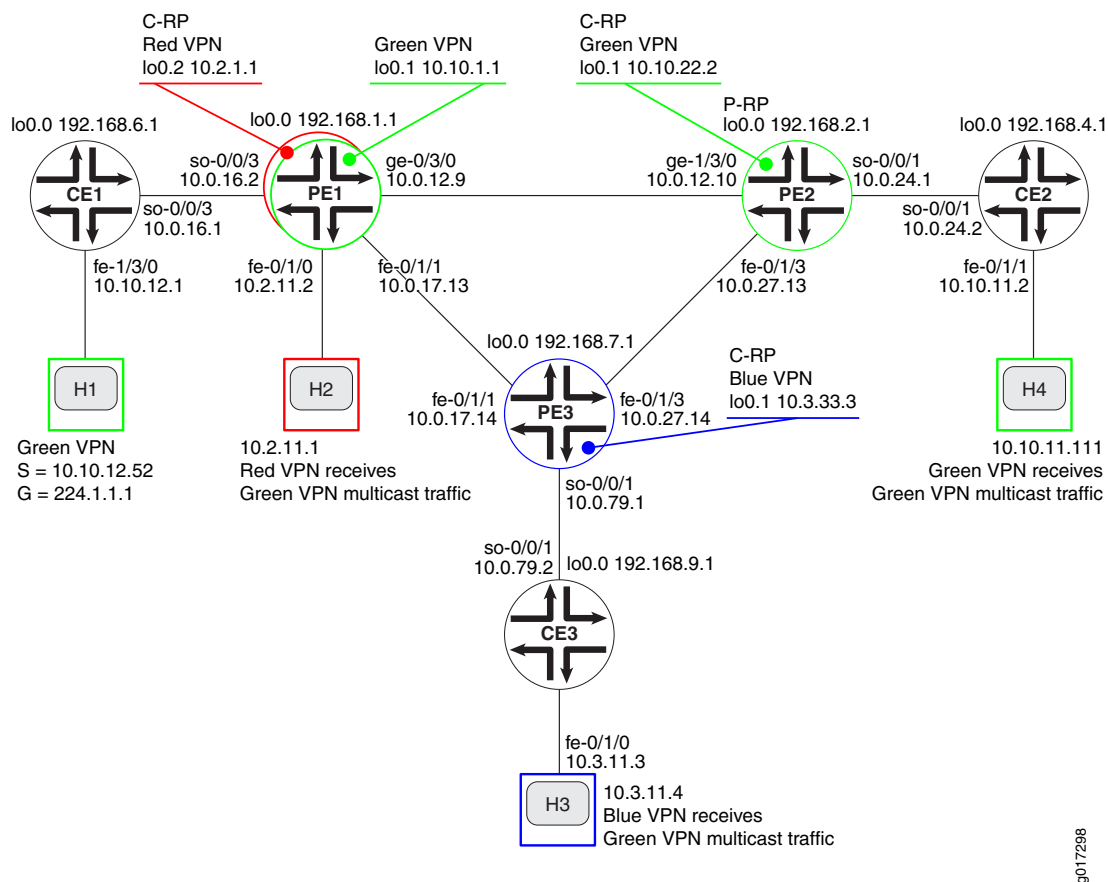 C-RP
Red VPN
lo0.2 10.2.1.1
Green VPN
lo0.1 10.10.1.1
C-RP
Green VPN
lo0.1 10.10.22.2
lo0.0 192.168.6.1
lo0.0 192.168.1.1
P-RP
lo0.0 192.168.2.1
lo0.0 192.168.4.1
so-0/0/3
10.0.16.2
ge-0/3/0
10.0.12.9
ge-1/3/0
10.0.12.10
so-0/0/1
10.0.24.1
CE1
PE1
PE2
CE2
so-0/0/3
10.0.16.1
so-0/0/1
10.0.24.2
fe-1/3/0
10.10.12.1
fe-0/1/0
10.2.11.2
fe-0/1/1
10.0.17.13
fe-0/1/3
10.0.27.13
fe-0/1/1
10.10.11.2
lo0.0 192.168.7.1
C-RP
Blue VPN
lo0.1 10.3.33.3
H1
H2
H4
fe-0/1/1
10.0.17.14
PE3
fe-0/1/3
10.0.27.14
Green VPN
S = 10.10.12.52
G = 224.1.1.1
10.2.11.1
Red VPN receives
Green VPN multicast traffic
10.10.11.111
Green VPN receives
Green VPN multicast traffic
so-0/0/1
10.0.79.1
so-0/0/1
10.0.79.2
lo0.0 192.168.9.1
CE3
fe-0/1/0
10.3.11.3
H3
10.3.11.4
Blue VPN receives
Green VPN multicast traffic
g017298